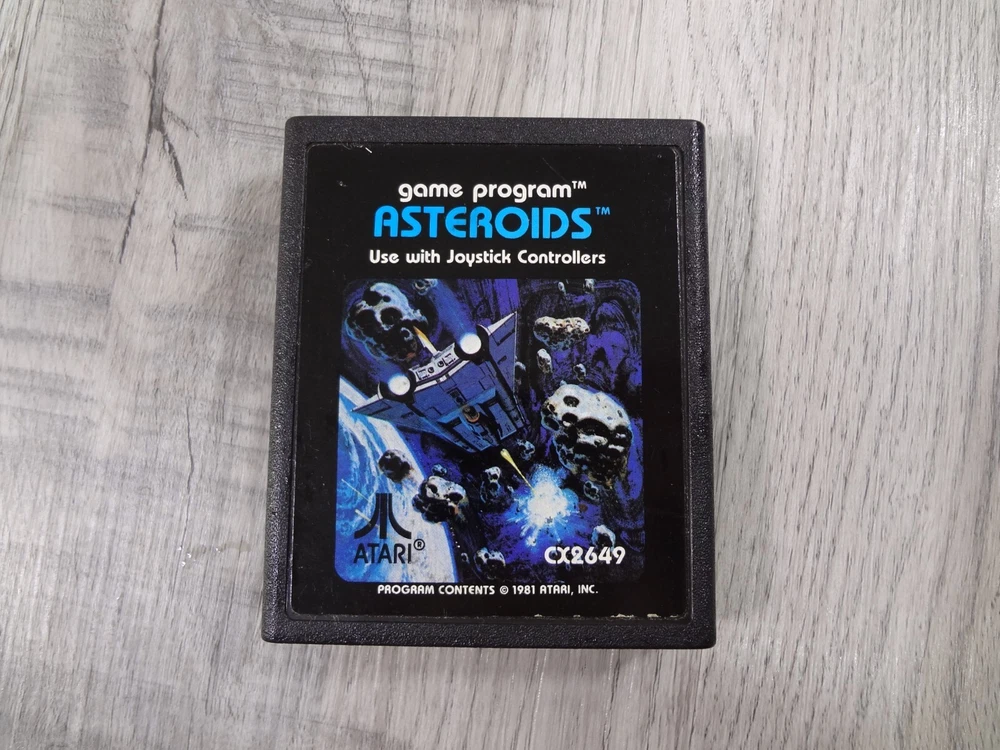 game program™
ASTEROIDS™
Use with Joystick Controllers
ATARI®
CX2649
PROGRAM CONTENTS © 1981 ATARI, INC.